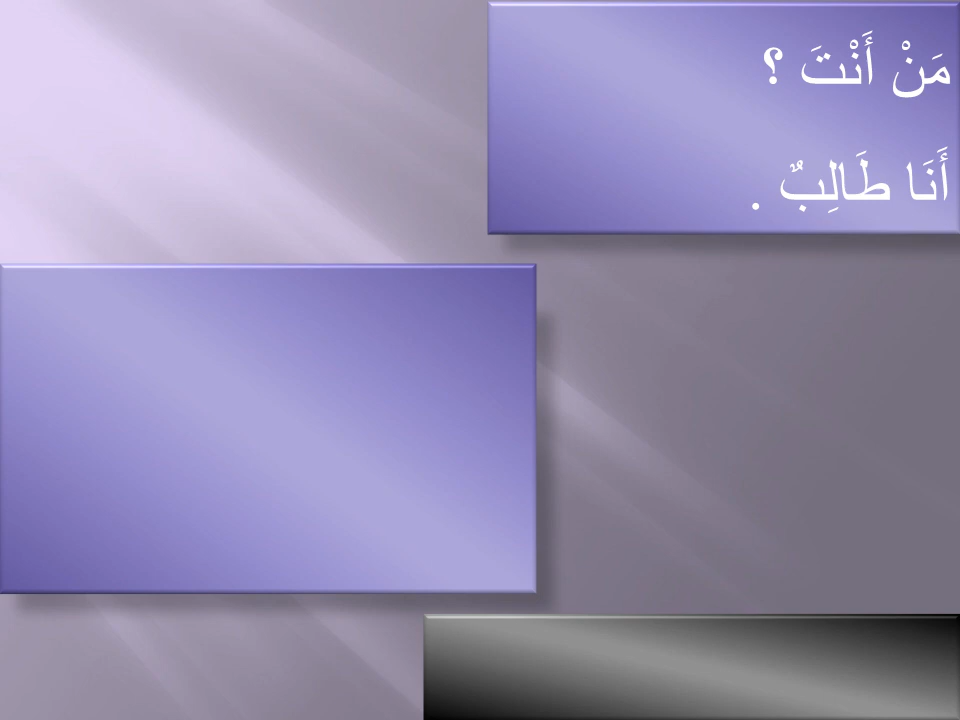 مَنْ أَنْتَ ؟
أَنَا طَالِبٌ .